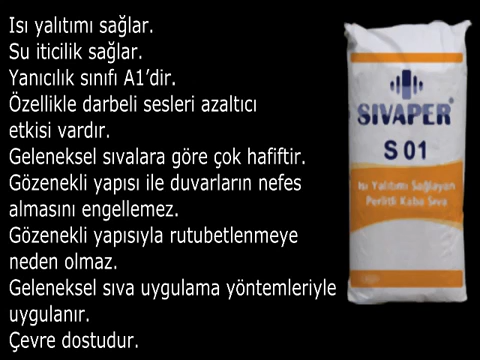 Isı yalıtımı sağlar.
Su iticilik sağlar.
Yanıcılık sınıfı A1’dir.
Özellikle darbeli sesleri azaltıcı
etkisi vardır.
Geleneksel sıvalara göre çok hafiftir.
Gözenekli yapısı ile duvarların nefes
almasını engellemez.
Gözenekli yapısıyla rutubetlenmeye
neden olmaz.
Geleneksel sıva uygulama yöntemleriyle
uygulanır.
Çevre dostudur.
SIVAPER®
S 01
Isı Yalıtımı Sağlayan
Perlitli Kaba Sıva